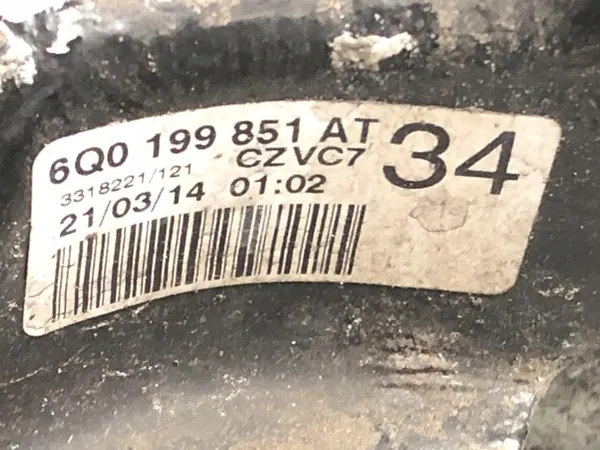 6Q0 199 851 AT
CZVC7
34
3318221/121
21/03/14 01:02